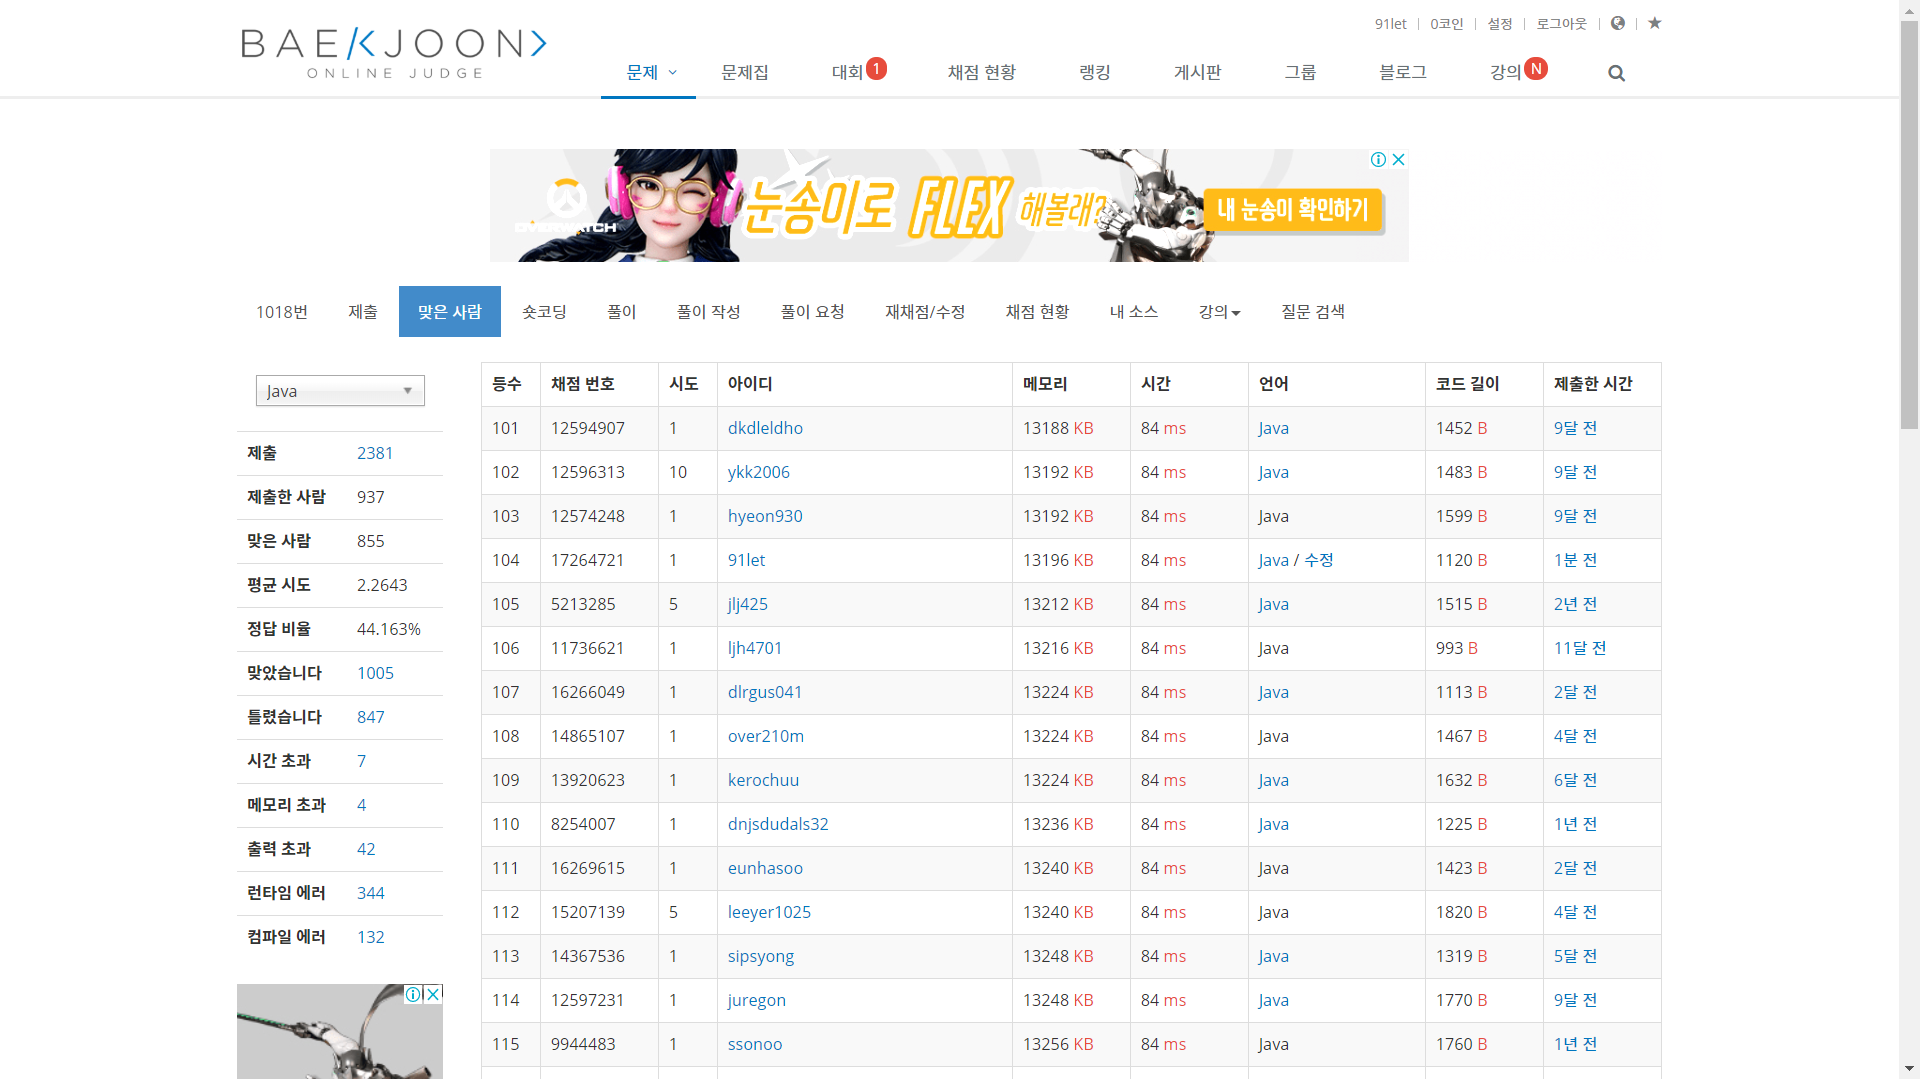 91let 0코인 설정 로그아웃
BAEKJOON>
ONLINE JUDGE
문제 문제집 대회 1 채점 현황 랭킹 게시판 그룹 블로그 강의 N
OVERWATCH 눈송이로 FLEX 해볼래? 내 눈송이 확인하기
1018번 제출 맞은 사람 숏코딩 풀이 풀이 작성 풀이 요청 재채점/수정 채점 현황 내 소스 강의 질문 검색
Java
제출 2381
제출한 사람 937
맞은 사람 855
평균 시도 2.2643
정답 비율 44.163%
맞았습니다 1005
틀렸습니다 847
시간 초과 7
메모리 초과 4
출력 초과 42
런타임 에러 344
컴파일 에러 132
등수 채점 번호 시도 아이디 메모리 시간 언어 코드 길이 제출한 시간
101 12594907 1 dkdleldho 13188 KB 84 ms Java 1452 B 9달 전
102 12596313 10 ykk2006 13192 KB 84 ms Java 1483 B 9달 전
103 12574248 1 hyeon930 13192 KB 84 ms Java 1599 B 9달 전
104 17264721 1 91let 13196 KB 84 ms Java / 수정 1120 B 1분 전
105 5213285 5 jlj425 13212 KB 84 ms Java 1515 B 2년 전
106 11736621 1 ljh4701 13216 KB 84 ms Java 993 B 11달 전
107 16266049 1 dlrgus041 13224 KB 84 ms Java 1113 B 2달 전
108 14865107 1 over210m 13224 KB 84 ms Java 1467 B 4달 전
109 13920623 1 kerochuu 13224 KB 84 ms Java 1632 B 6달 전
110 8254007 1 dnjsdudals32 13236 KB 84 ms Java 1225 B 1년 전
111 16269615 1 eunhasoo 13240 KB 84 ms Java 1423 B 2달 전
112 15207139 5 leeyer1025 13240 KB 84 ms Java 1820 B 4달 전
113 14367536 1 sipsyong 13248 KB 84 ms Java 1319 B 5달 전
114 12597231 1 juregon 13248 KB 84 ms Java 1770 B 9달 전
115 9944483 1 ssonoo 13256 KB 84 ms Java 1760 B 1년 전